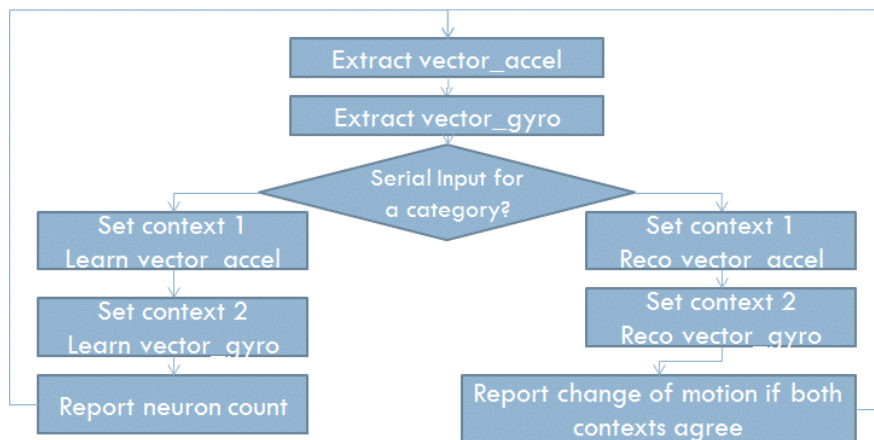 Extract vector_accel
Extract vector_gyro
Serial Input for
a category?
Set context 1
Learn vector_accel
Set context 2
Learn vector_gyro
Report neuron count
Set context 1
Reco vector_accel
Set context 2
Reco vector_gyro
Report change of motion if both
contexts agree